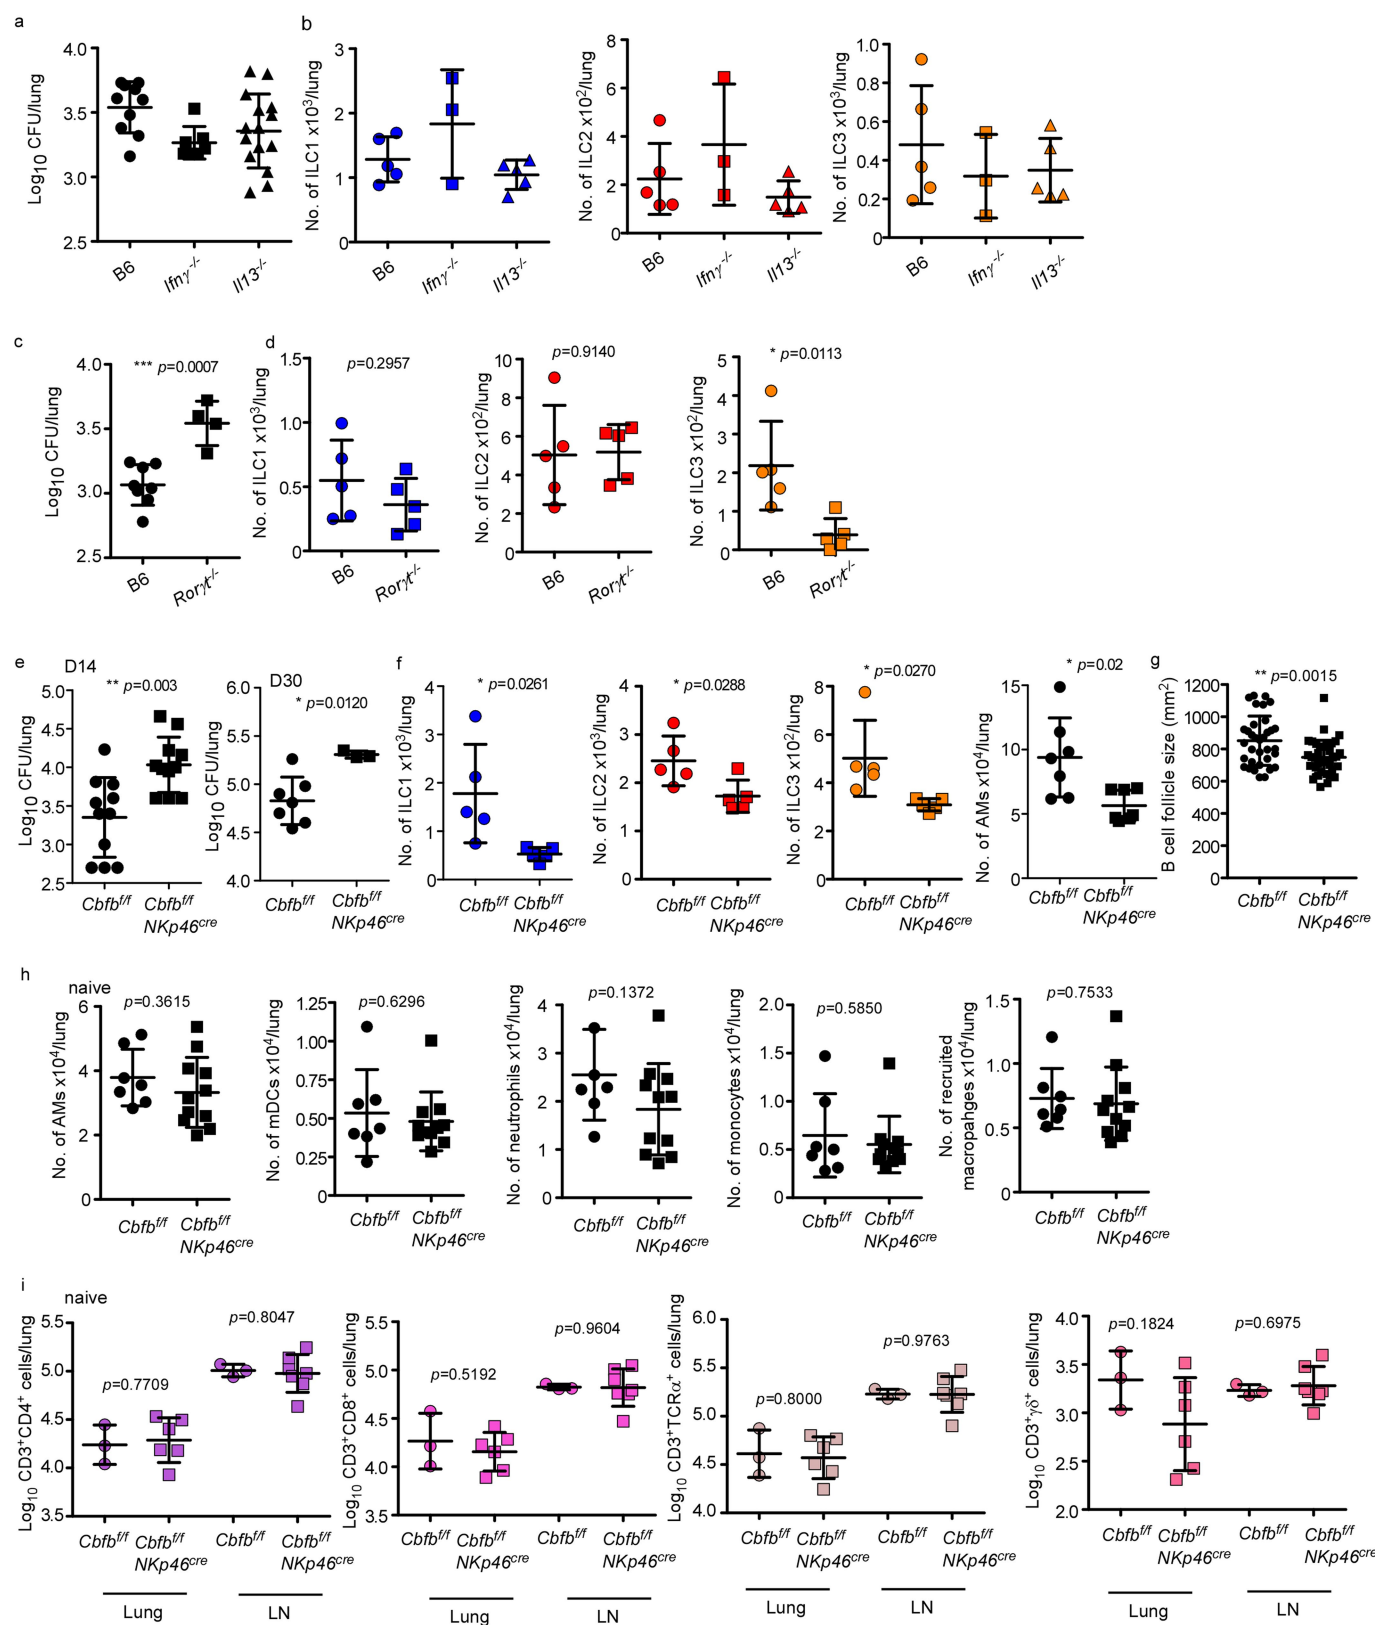 a
Log10 CFU/lung
4.0
3.5
3.0
2.5
B6
Ifnγ-/-
Il13-/-
b
No. of ILC1 x10³/lung
3
2
1
0
B6
Ifnγ-/-
Il13-/-
No. of ILC2 x10²/lung
8
6
4
2
0
B6
Ifnγ-/-
Il13-/-
No. of ILC3 x10³/lung
1.0
0.8
0.6
0.4
0.2
0
B6
Ifnγ-/-
Il13-/-
c
Log10 CFU/lung
*** p=0.0007
4.0
3.5
3.0
2.5
B6
Rorγt-/-
d
No. of ILC1 x10³/lung
p=0.2957
1.5
1.0
0.5
0
B6
Rorγt-/-
No. of ILC2 x10²/lung
p=0.9140
10
8
6
4
2
0
B6
Rorγt-/-
No. of ILC3 x10²/lung
* p=0.0113
5
4
3
2
1
0
B6
Rorγt-/-
e
D14
** p=0.003
Log10 CFU/lung
5.0
4.5
4.0
3.5
3.0
2.5
Cbfbf/f
Cbfbf/f
NKp46cre
D30
* p=0.0120
Log10 CFU/lung
6.0
5.5
5.0
4.5
4.0
Cbfbf/f
Cbfbf/f
NKp46cre
f
* p=0.0261
No. of ILC1 x10³/lung
4
3
2
1
0
Cbfbf/f
Cbfbf/f
NKp46cre
* p=0.0288
No. of ILC2 x10³/lung
4
3
2
1
0
Cbfbf/f
Cbfbf/f
NKp46cre
* p=0.0270
No. of ILC3 x10²/lung
8
6
4
2
0
Cbfbf/f
Cbfbf/f
NKp46cre
* p=0.02
No. of AMs x10⁴/lung
15
10
5
0
Cbfbf/f
Cbfbf/f
NKp46cre
g
** p=0.0015
B cell follicle size (mm²)
1200
1000
800
600
400
200
0
Cbfbf/f
Cbfbf/f
NKp46cre
h
naive
p=0.3615
No. of AMs x10⁴/lung
6
4
2
0
Cbfbf/f
Cbfbf/f
NKp46cre
p=0.6296
No. of mDCs x10⁴/lung
1.25
1.00
0.75
0.50
0.25
0
Cbfbf/f
Cbfbf/f
NKp46cre
p=0.1372
No. of neutrophils x10⁴/lung
4
3
2
1
0
Cbfbf/f
Cbfbf/f
NKp46cre
p=0.5850
No. of monocytes x10⁴/lung
2.0
1.5
1.0
0.5
0
Cbfbf/f
Cbfbf/f
NKp46cre
p=0.7533
No. of recruited
macropahges x10⁴/lung
1.5
1.0
0.5
0
Cbfbf/f
Cbfbf/f
NKp46cre
i
naive
Log10 CD3+CD4+ cells/lung
5.5
5.0
4.5
4.0
3.5
p=0.7709
p=0.8047
Cbfbf/f
Cbfbf/f
NKp46cre
Cbfbf/f
Cbfbf/f
NKp46cre
Lung
LN
Log10 CD3+CD8+ cells/lung
5.5
5.0
4.5
4.0
3.5
p=0.5192
p=0.9604
Cbfbf/f
Cbfbf/f
NKp46cre
Cbfbf/f
Cbfbf/f
NKp46cre
Lung
LN
Log10 CD3+TCRα+ cells/lung
6.0
5.5
5.0
4.5
4.0
p=0.8000
p=0.9763
Cbfbf/f
Cbfbf/f
NKp46cre
Cbfbf/f
Cbfbf/f
NKp46cre
Lung
LN
Log10 CD3+γδ+ cells/lung
4.0
3.5
3.0
2.5
2.0
p=0.1824
p=0.6975
Cbfbf/f
Cbfbf/f
NKp46cre
Cbfbf/f
Cbfbf/f
NKp46cre
Lung
LN